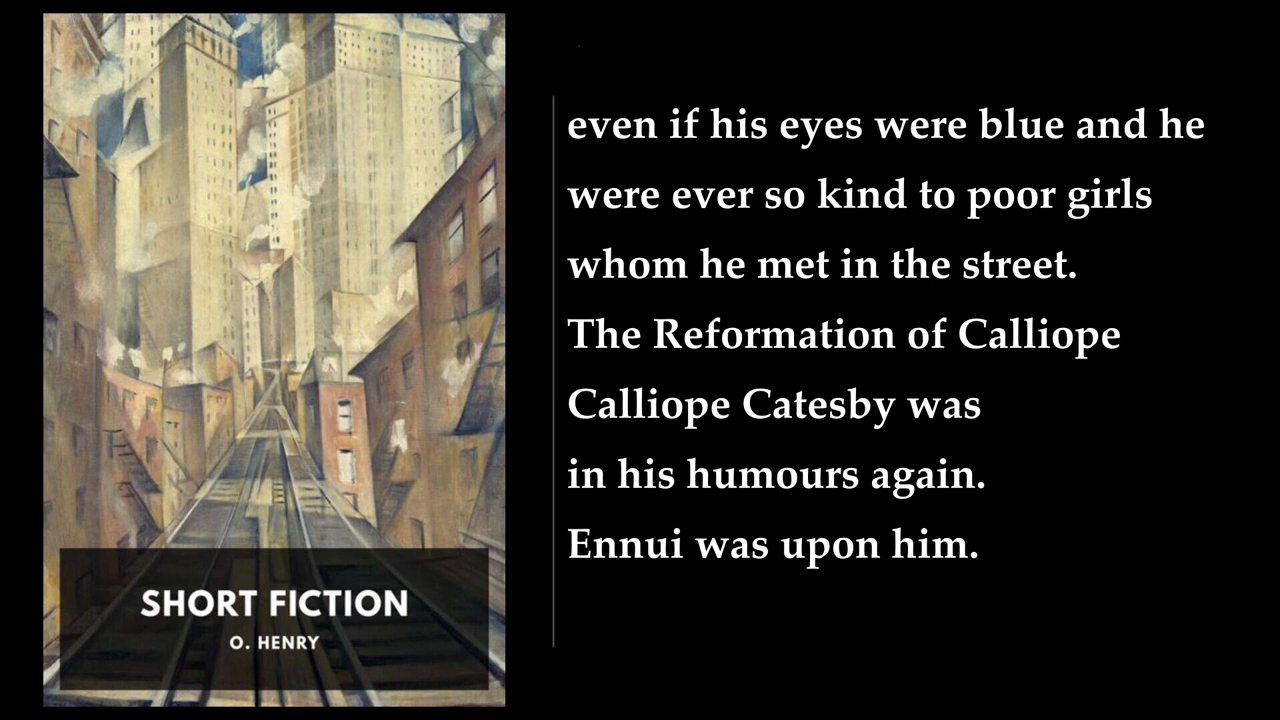 SHORT FICTION
O. HENRY
even if his eyes were blue and he
were ever so kind to poor girls
whom he met in the street.
The Reformation of Calliope
Calliope Catesby was
in his humours again.
Ennui was upon him.